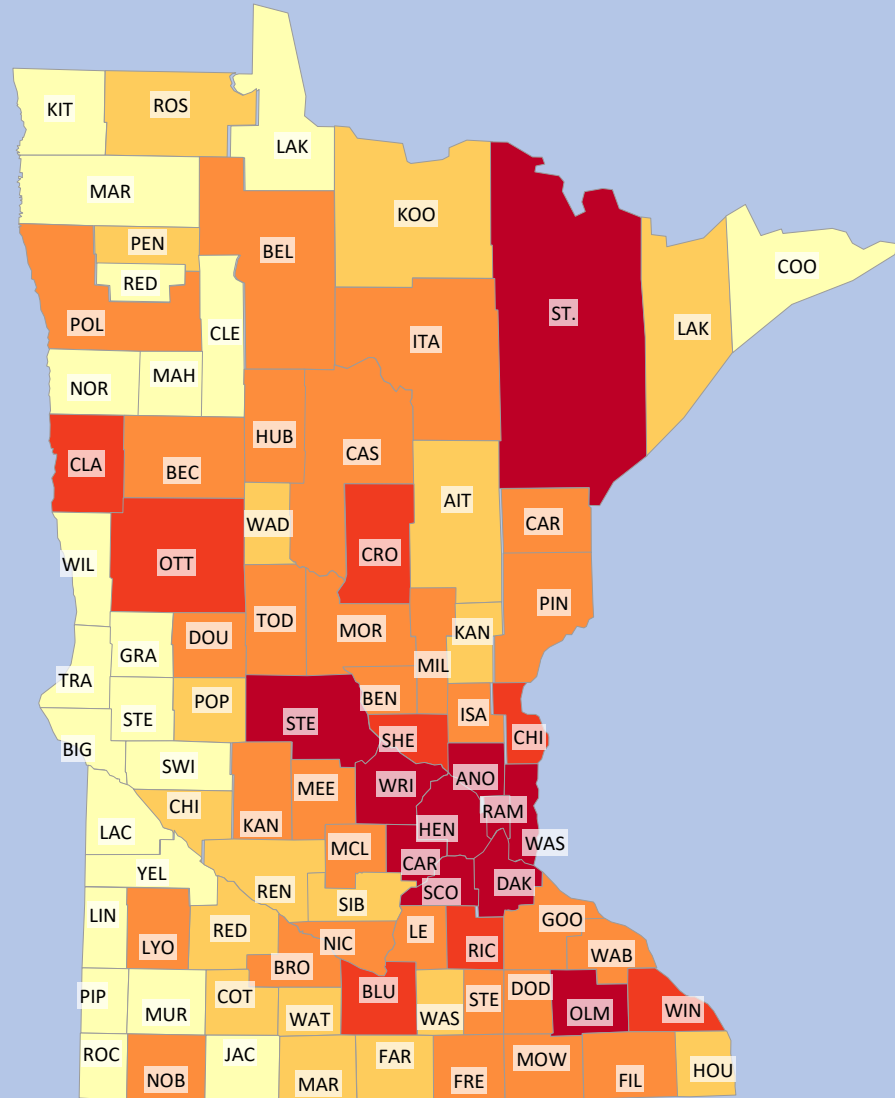 KIT
ROS
LAK
MAR
KOO
PEN
BEL
RED
COO
POL
CLE
ST.
LAK
ITA
NOR
MAH
HUB
CAS
CLA
BEC
AIT
WAD
CAR
WIL
OTT
CRO
PIN
TOD
MOR
KAN
DOU
GRA
MIL
TRA
POP
BEN
STE
STE
ISA
CHI
BIG
SHE
SWI
ANO
WRI
MEE
CHI
RAM
KAN
HEN
LAC
WAS
MCL
CAR
YEL
DAK
REN
SCO
SIB
LIN
GOO
RED
LE
NIC
LYO
RIC
WAB
BRO
DOD
PIP
COT
BLU
STE
WIN
MUR
OLM
WAT
WAS
ROC
JAC
FAR
MOW
NOB
MAR
FRE
FIL
HOU